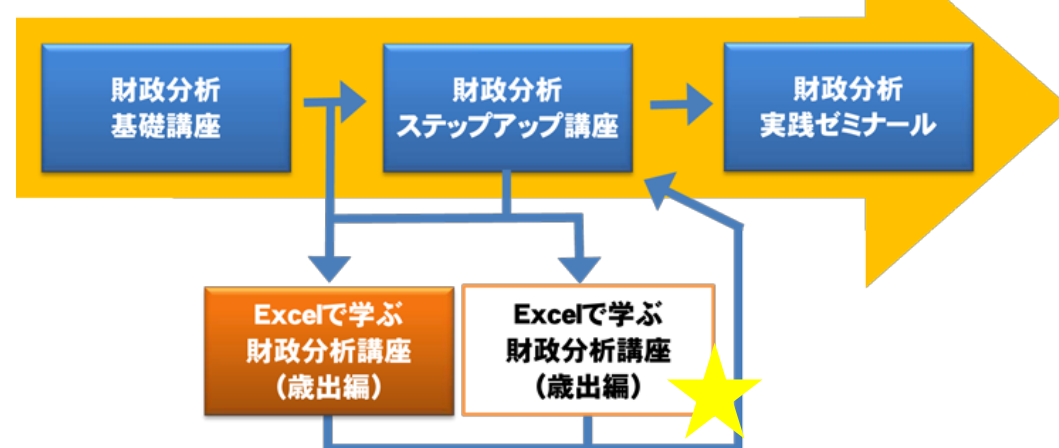 財政分析
基礎講座
財政分析
ステップアップ講座
財政分析
実践ゼミナール
Excelで学ぶ
財政分析講座
（歳出編）
Excelで学ぶ
財政分析講座
（歳出編）